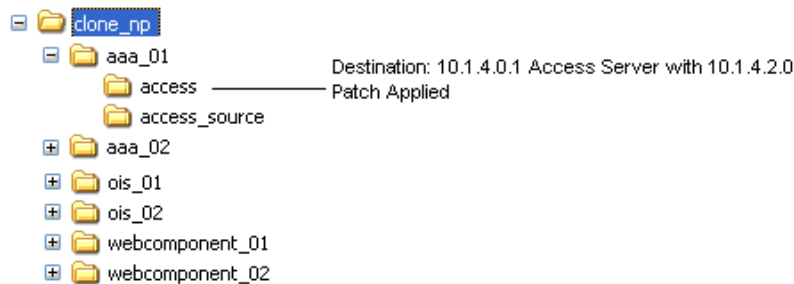 clone_np
aaa_01
Destination: 10.1.4.0.1 Access Server with 10.1.4.2.0
access
Patch Applied
access_source
aaa_02
ois_01
ois_02
webcomponent_01
webcomponent_02